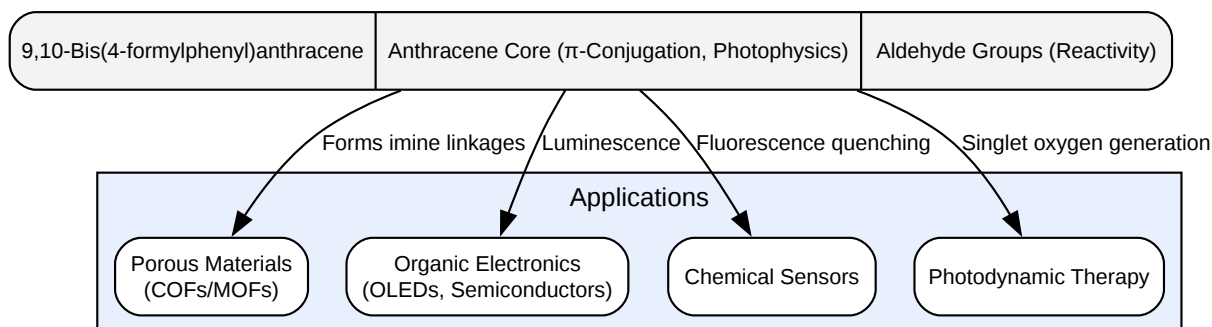 9,10-Bis(4-formylphenyl)anthracene
Anthracene Core (π-Conjugation, Photophysics)
Aldehyde Groups (Reactivity)
Forms imine linkages
Luminescence
Fluorescence quenching
Singlet oxygen generation
Applications
Porous Materials
(COFs/MOFs)
Organic Electronics
(OLEDs, Semiconductors)
Chemical Sensors
Photodynamic Therapy